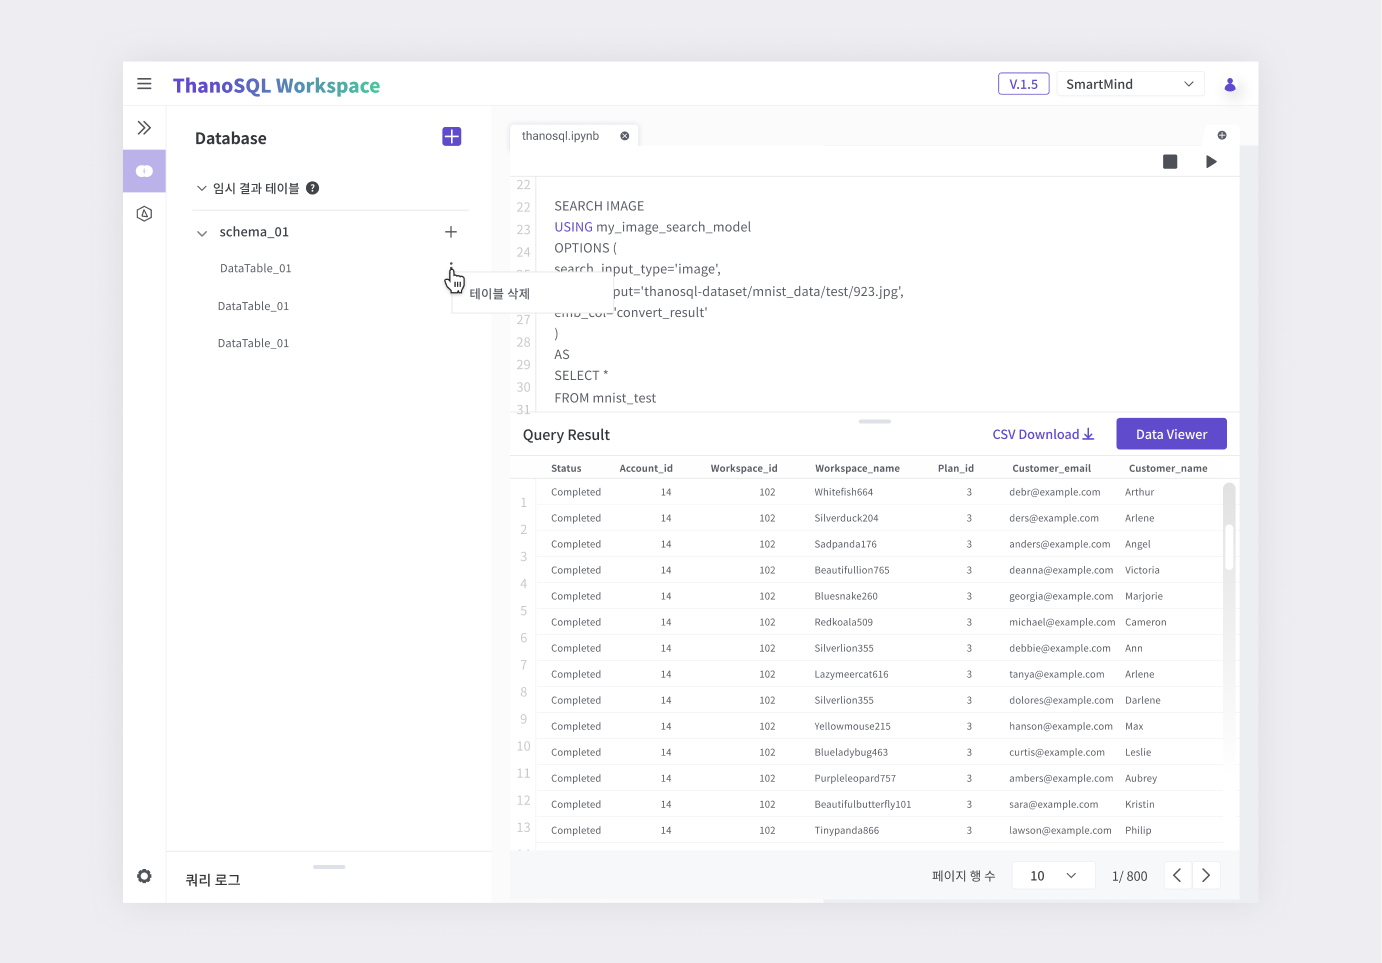 ThanoSQL Workspace
V.1.5
SmartMind
Database
임시 결과 테이블 ?
schema_01
DataTable_01
DataTable_01
DataTable_01
테이블 삭제
쿼리 로그
thanosql.ipynb
22
22 SEARCH IMAGE
23 USING my_image_search_model
24 OPTIONS (
search_input_type='image',
put='thanosql-dataset/mnist_data/test/923.jpg',
27 emb_col='convert_result'
28 )
29 AS
30 SELECT *
31 FROM mnist_test
Query Result
CSV Download
Data Viewer
Status Account_id Workspace_id Workspace_name Plan_id Customer_email Customer_name
1 Completed 14 102 Whitefish664 3 debr@example.com Arthur
2 Completed 14 102 Silverduck204 3 ders@example.com Arlene
3 Completed 14 102 Sadpanda176 3 anders@example.com Angel
4 Completed 14 102 Beautifullion765 3 deanna@example.com Victoria
5 Completed 14 102 Bluesnake260 3 georgia@example.com Marjorie
6 Completed 14 102 Redkoala509 3 michael@example.com Cameron
7 Completed 14 102 Silverlion355 3 debbie@example.com Ann
8 Completed 14 102 Lazymeercat616 3 tanya@example.com Arlene
9 Completed 14 102 Silverlion355 3 dolores@example.com Darlene
10 Completed 14 102 Yellowmouse215 3 hanson@example.com Max
11 Completed 14 102 Blueladybug463 3 curtis@example.com Leslie
12 Completed 14 102 Purpleleopard757 3 ambers@example.com Aubrey
13 Completed 14 102 Beautifulbutterfly101 3 sara@example.com Kristin
Completed 14 102 Tinypanda866 3 lawson@example.com Philip
페이지 행 수 10 1/ 800